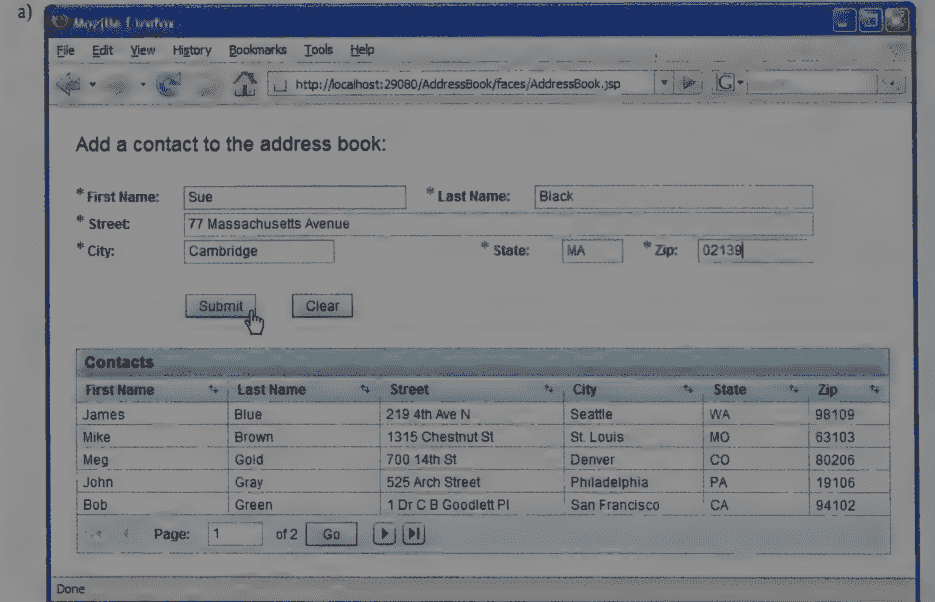 a)
Mozilla Firefox
File Edit View History Bookmarks Tools Help
http://localhost:29080/AddressBook/faces/AddressBook.jsp G
Add a contact to the address book:
* First Name: Sue * Last Name: Black
* Street: 77 Massachusetts Avenue
* City: Cambridge * State: MA * Zip: 02139
Submit Clear
Contacts
First Name Last Name Street City State Zip
James Blue 219 4th Ave N Seattle WA 98109
Mike Brown 1315 Chestnut St St. Louis MO 63103
Meg Gold 700 14th St Denver CO 80206
John Gray 525 Arch Street Philadelphia PA 19106
Bob Green 1 Dr C B Goodlett Pl San Francisco CA 94102
Page: 1 of 2 Go
Done